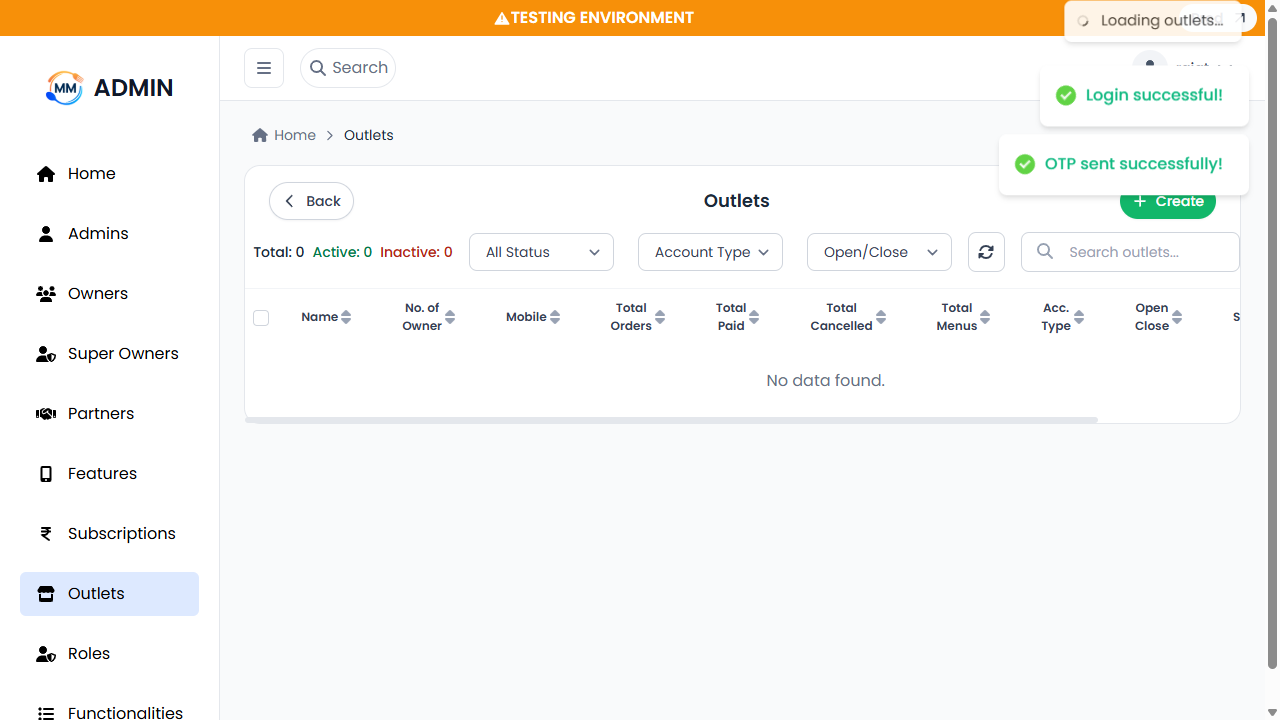 TESTING ENVIRONMENT
Loading outlets...
MM ADMIN
Search
Login successful!
Home
Outlets
OTP sent successfully!
Home
Admins
Owners
Super Owners
Partners
Features
Subscriptions
Outlets
Roles
Functionalities
Back
Outlets
Create
Total: 0 Active: 0 Inactive: 0
All Status
Account Type
Open/Close
Search outlets...
Name
No. of Owner
Mobile
Total Orders
Total Paid
Total Cancelled
Total Menus
Acc. Type
Open Close
S
No data found.